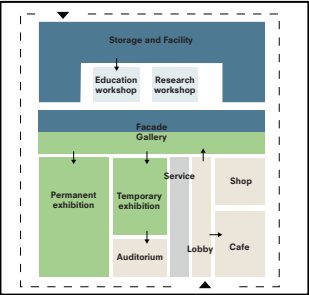 Storage and Facility
Education
workshop
Research
workshop
Facade
Gallery
Service
Permanent
exhibition
Temporary
exhibition
Shop
Auditorium
Lobby
Cafe